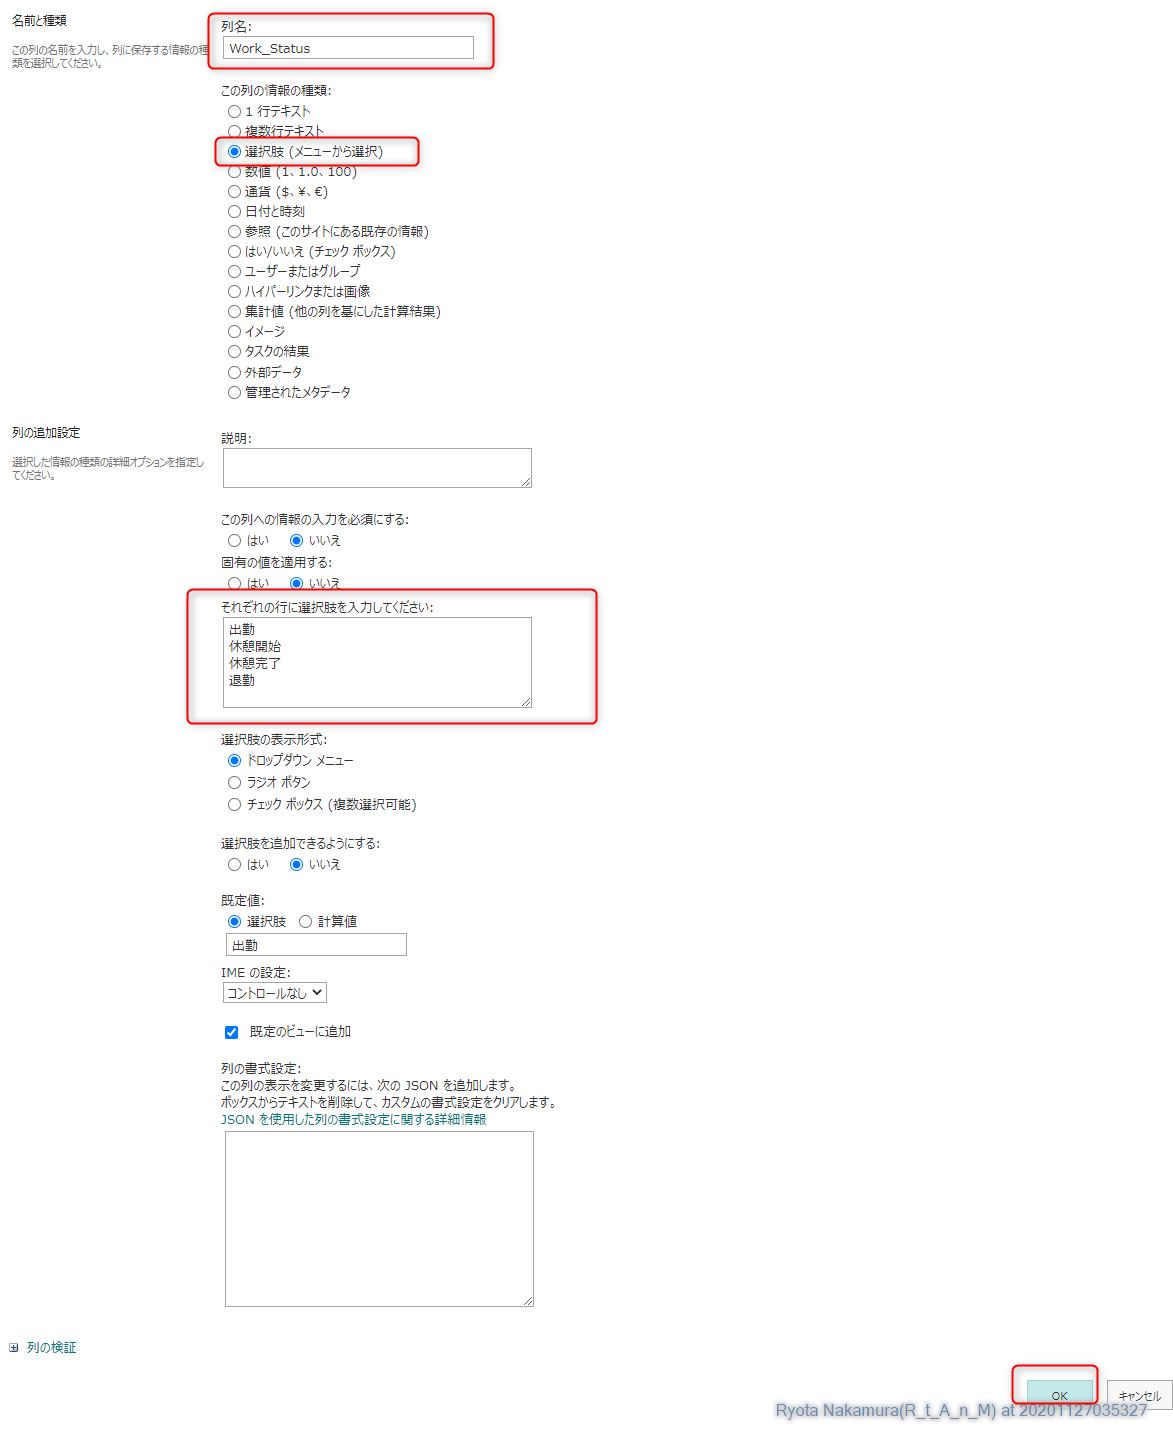 名前と種類
この列の名前を入力し、列に保存する情報の種
類を選択してください。
列名:
Work_Status
この列の情報の種類:
1 行テキスト
複数行テキスト
選択肢 (メニューから選択)
数値 (1、1.0、100)
通貨 ($、¥、€)
日付と時刻
参照 (このサイトにある既存の情報)
はい/いいえ (チェック ボックス)
ユーザーまたはグループ
ハイパーリンクまたは画像
集計値 (他の列を基にした計算結果)
イメージ
タスクの結果
外部データ
管理されたメタデータ
列の追加設定
選択した情報の種類の詳細オプションを指定し
てください。
説明:
この列への情報の入力を必須にする:
はい いいえ
固有の値を適用する:
はい いいえ
それぞれの行に選択肢を入力してください:
出勤
休憩開始
休憩完了
退勤
選択肢の表示形式:
ドロップダウン メニュー
ラジオ ボタン
チェック ボックス (複数選択可能)
選択肢を追加できるようにする:
はい いいえ
既定値:
選択肢 計算値
出勤
IME の設定:
コントロールなし
既定のビューに追加
列の書式設定:
この列の表示を変更するには、次の JSON を追加します。
ボックスからテキストを削除して、カスタムの書式設定をクリアします。
JSON を使用した列の書式設定に関する詳細情報
列の検証
OK キャンセル
Ryota Nakamura(R_t_A_n_M) at 20201127035327